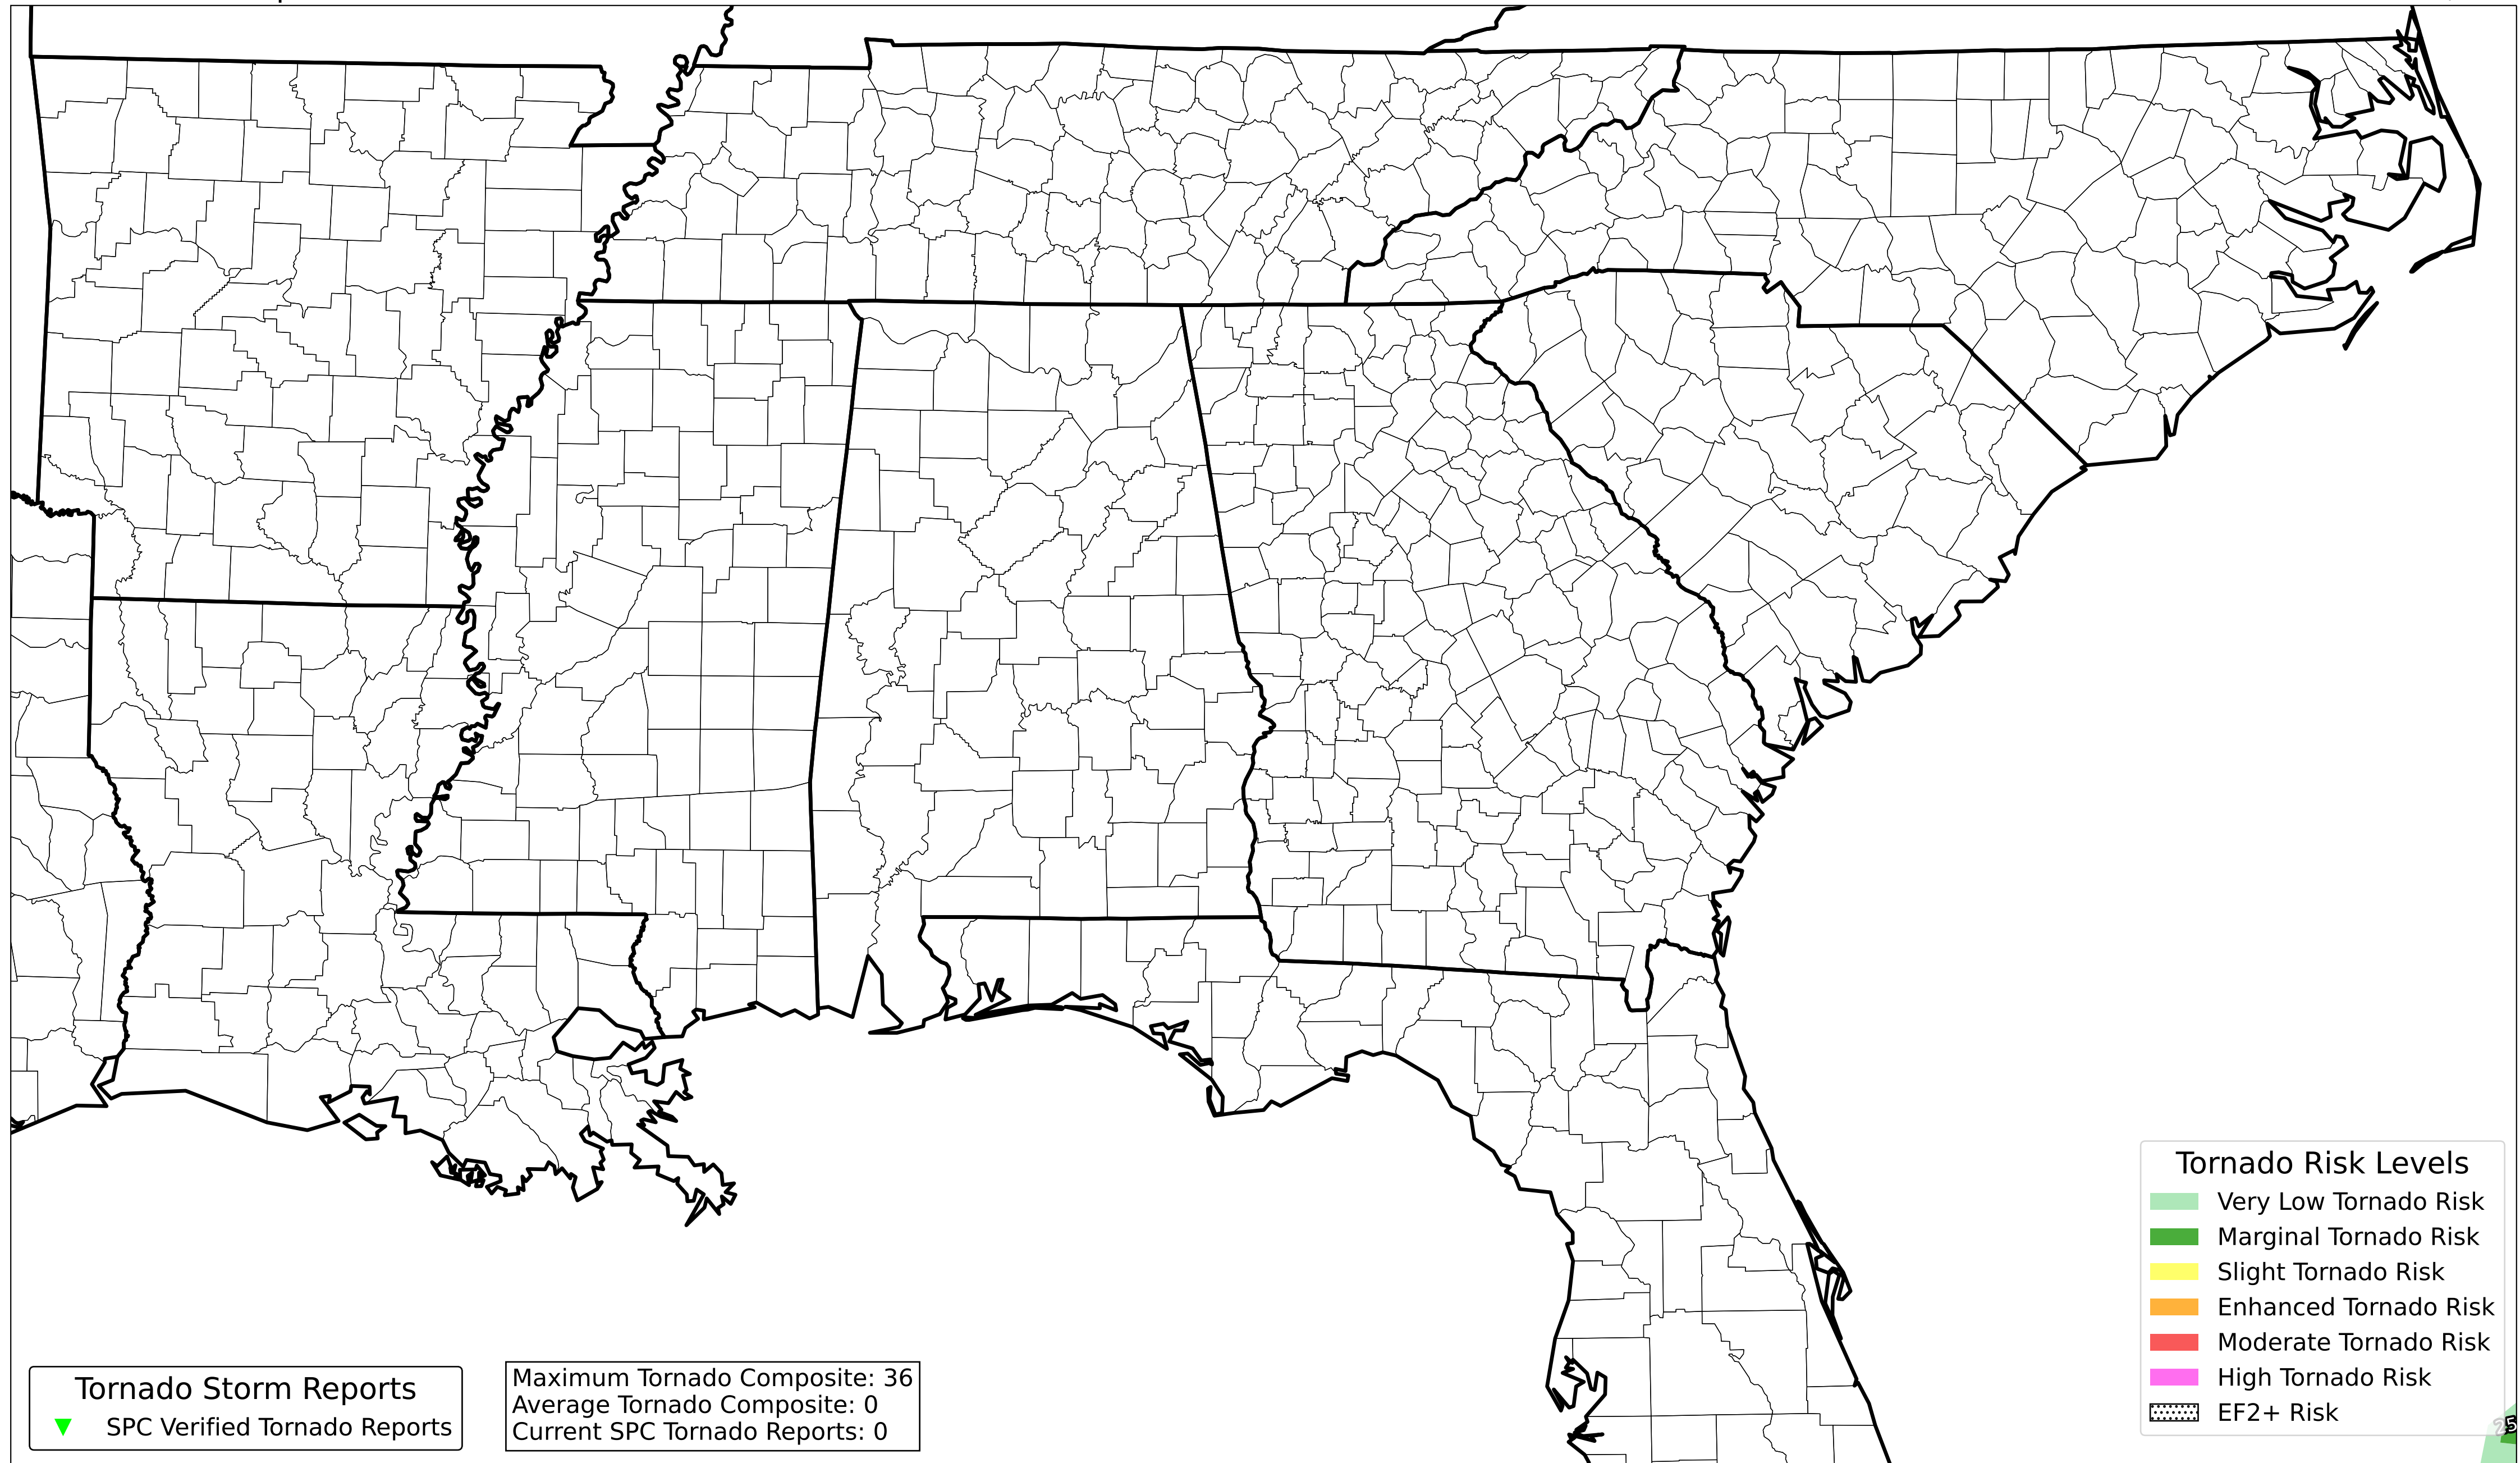 Tornado Risk Levels
Very Low Tornado Risk
Marginal Tornado Risk
Slight Tornado Risk
Enhanced Tornado Risk
Moderate Tornado Risk
High Tornado Risk
EF2+ Risk
Tornado Storm Reports
SPC Verified Tornado Reports
Maximum Tornado Composite: 36
Average Tornado Composite: 0
Current SPC Tornado Reports: 0
25